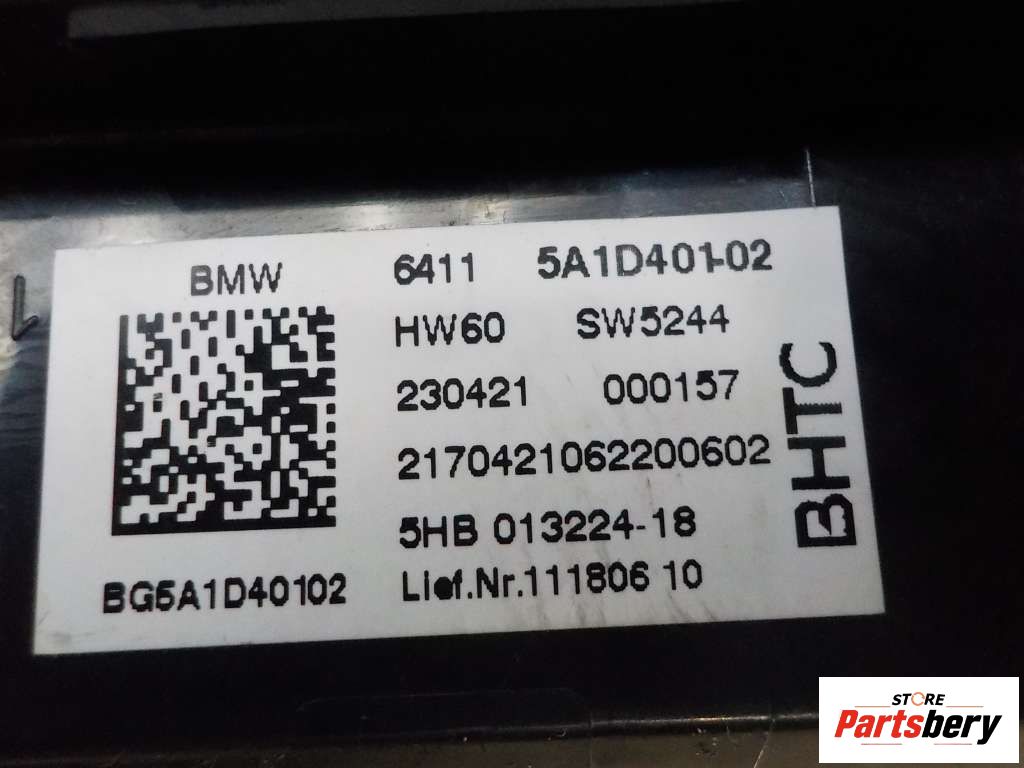 BMW 6411 5A1D401-02
HW60 SW5244
230421 000157
2170421062200602
5HB 013224-18
BG5A1D40102 Lief.Nr.111806 10
BHTC
STORE
Partsbery